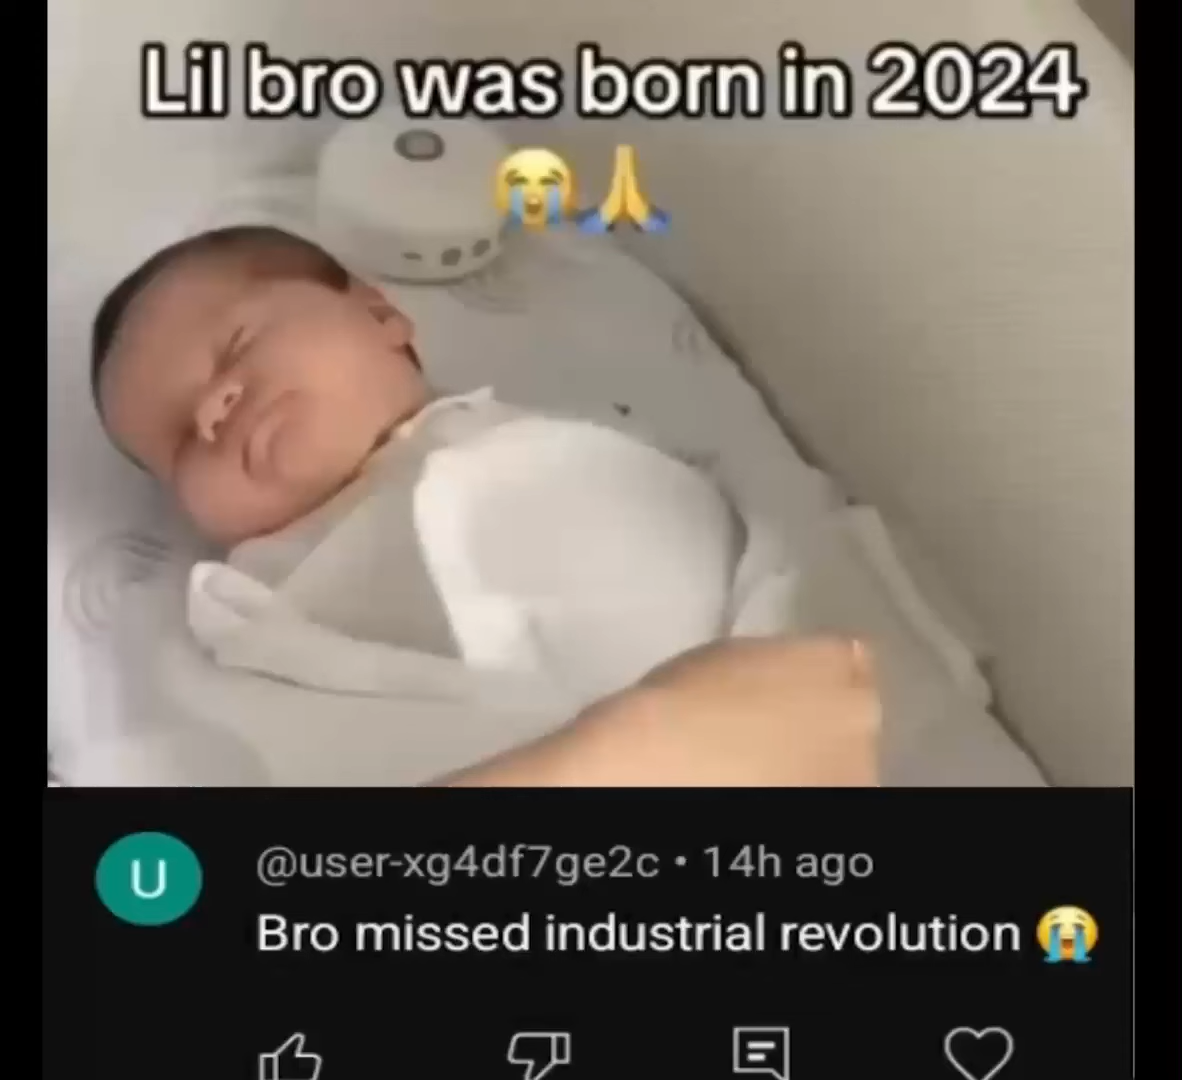 Lil bro was born in 2024
😭🙏
U
@user-xg4df7ge2c • 14h ago
Bro missed industrial revolution 😭